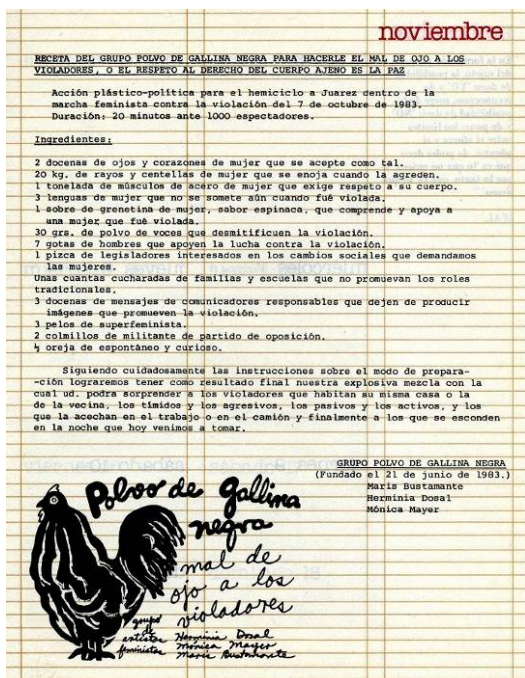 noviembre
RECETA DEL GRUPO POLVO DE GALLINA NEGRA PARA HACERLE EL MAL DE OJO A LOS
VIOLADORES, O EL RESPETO AL DERECHO DEL CUERPO AJENO ES LA PAZ
Acción plástico-política para el hemiciclo a Juarez dentro de la
marcha feminista contra la violación del 7 de octubre de 1983.
Duración: 20 minutos ante 1000 espectadores.
Ingredientes:
2 docenas de ojos y corazones de mujer que se acepte como tal.
20 kg. de rayos y centellas de mujer que se enoja cuando la agreden.
1 tonelada de músculos de acero de mujer que exige respeto a su cuerpo.
3 lenguas de mujer que no se somete aún cuando fué violada.
1 sobre de grenetina de mujer, sabor espinaca, que comprende y apoya a
una mujer que fué violada.
30 grs. de polvo de voces que desmitifiquen la violación.
7 gotas de hombres que apoyen la lucha contra la violación.
1 pizca de legisladores interesados en los cambios sociales que demandamos
las mujeres.
Unas cuantas cucharadas de familias y escuelas que no promuevan los roles
tradicionales.
3 docenas de mensajes de comunicadores responsables que dejen de producir
imágenes que promueven la violación.
3 pelos de superfeminista.
2 colmillos de militante de partido de oposición.
½ oreja de espontáneo y curioso.
Siguiendo cuidadosamente las instrucciones sobre el modo de prepara-
-ción lograremos tener como resultado final nuestra explosiva mezcla con la
cual ud. podra sorprender a los violadores que habitan su misma casa o la
de la vecina, los tímidos y los agresivos, los pasivos y los activos, y los
que la acechan en el trabajo o en el camión y finalmente a los que se esconden
en la noche que hoy venimos a tomar.
GRUPO POLVO DE GALLINA NEGRA
(Fundado el 21 de junio de 1983.)
Maris Bustamante
Herminia Dosal
Mónica Mayer
Polvo de gallina
negra
mal de
ojo a los
violadores
grupo
de
artistas
feministas
Herminia Dosal
Mónica Mayer
Maris Bustamante